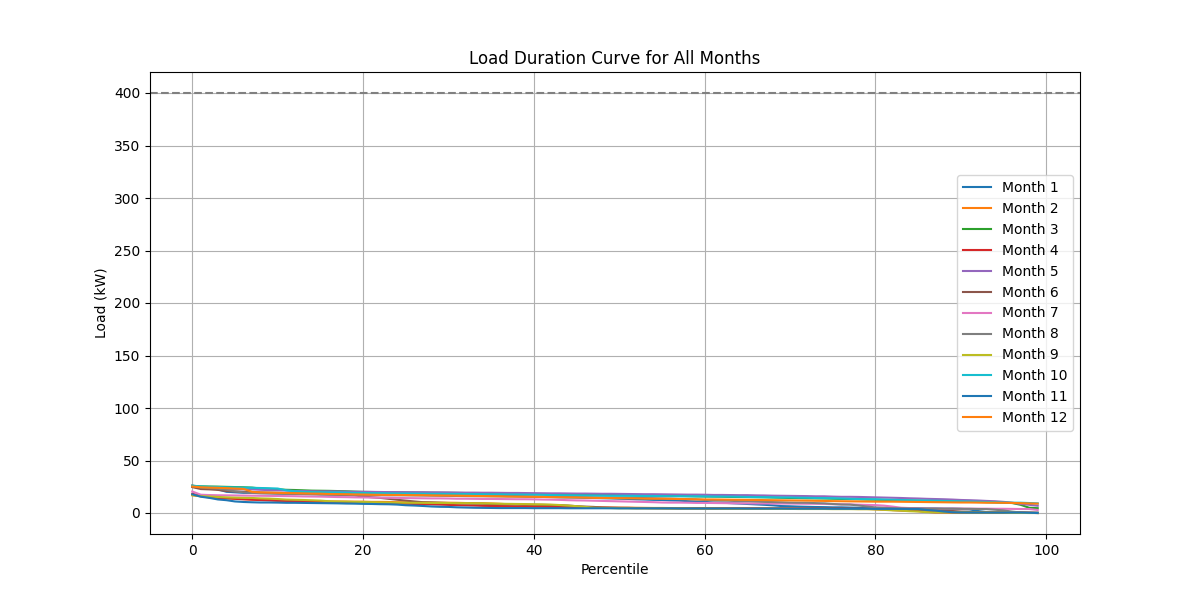 Load Duration Curve for All Months
400
350
300
250
200
150
100
50
0
Load (kW)
Month 1
Month 2
Month 3
Month 4
Month 5
Month 6
Month 7
Month 8
Month 9
Month 10
Month 11
Month 12
0 20 40 60 80 100
Percentile